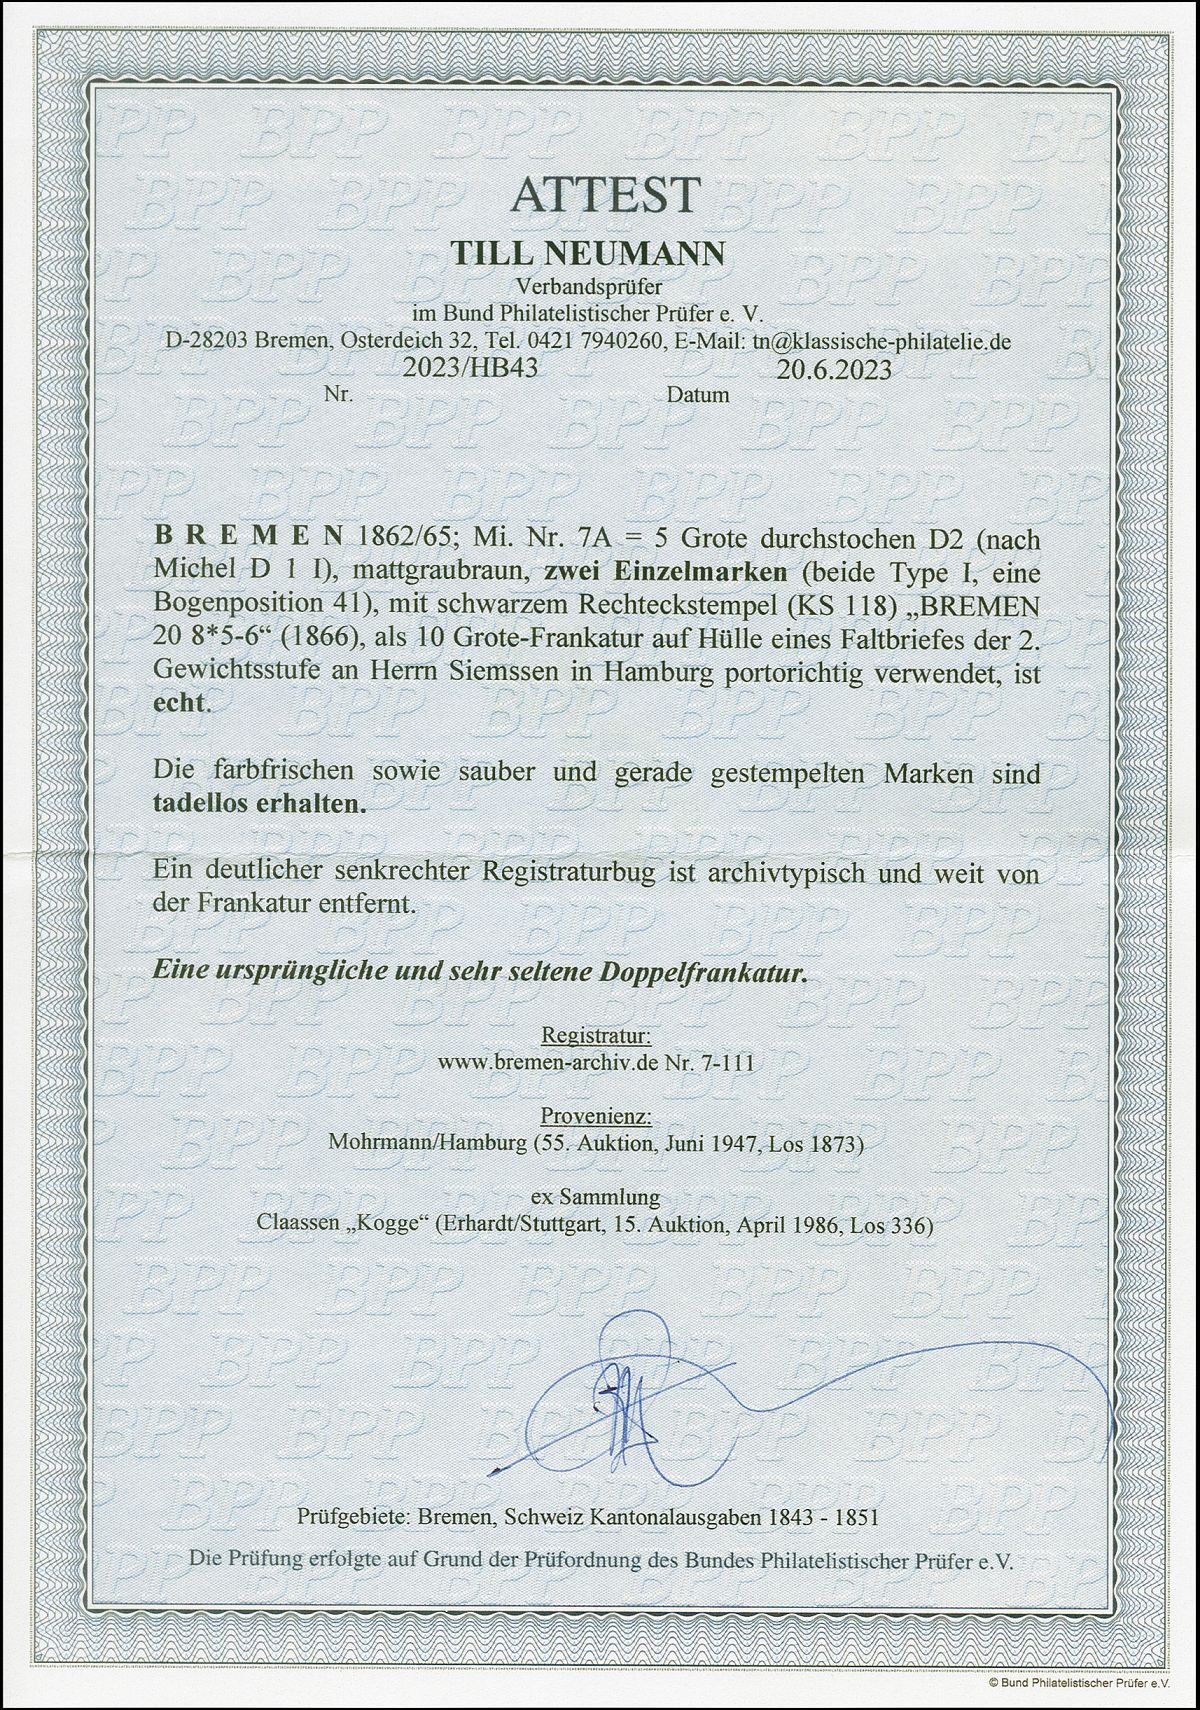 ATTEST
TILL NEUMANN
Verbandsprüfer
im Bund Philatelistischer Prüfer e. V.
D-28203 Bremen, Osterdeich 32, Tel. 0421 7940260, E-Mail: tn@klassische-philatelie.de
2023/HB43 20.6.2023
Nr. Datum
B R E M E N 1862/65; Mi. Nr. 7A = 5 Grote durchstochen D2 (nach
Michel D 1 I), mattgraubraun, zwei Einzelmarken (beide Type I, eine
Bogenposition 41), mit schwarzem Rechteckstempel (KS 118) „BREMEN
20 8*5-6“ (1866), als 10 Grote-Frankatur auf Hülle eines Faltbriefes der 2.
Gewichtsstufe an Herrn Siemssen in Hamburg portorichtig verwendet, ist
echt.
Die farbfrischen sowie sauber und gerade gestempelten Marken sind
tadellos erhalten.
Ein deutlicher senkrechter Registraturbug ist archivtypisch und weit von
der Frankatur entfernt.
Eine ursprüngliche und sehr seltene Doppelfrankatur.
Registratur:
www.bremen-archiv.de Nr. 7-111
Provenienz:
Mohrmann/Hamburg (55. Auktion, Juni 1947, Los 1873)
ex Sammlung
Claassen „Kogge“ (Erhardt/Stuttgart, 15. Auktion, April 1986, Los 336)
Prüfgebiete: Bremen, Schweiz Kantonalausgaben 1843 - 1851
Die Prüfung erfolgte auf Grund der Prüfordnung des Bundes Philatelistischer Prüfer e.V.
© Bund Philatelistischer Prüfer e.V.